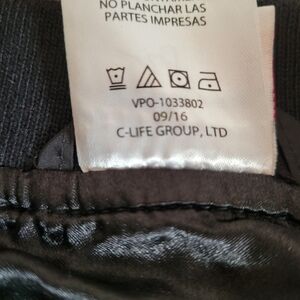 NO PLANCHAR LAS
PARTES IMPRESAS
VPO-1033802
09/16
C-LIFE GROUP, LTD